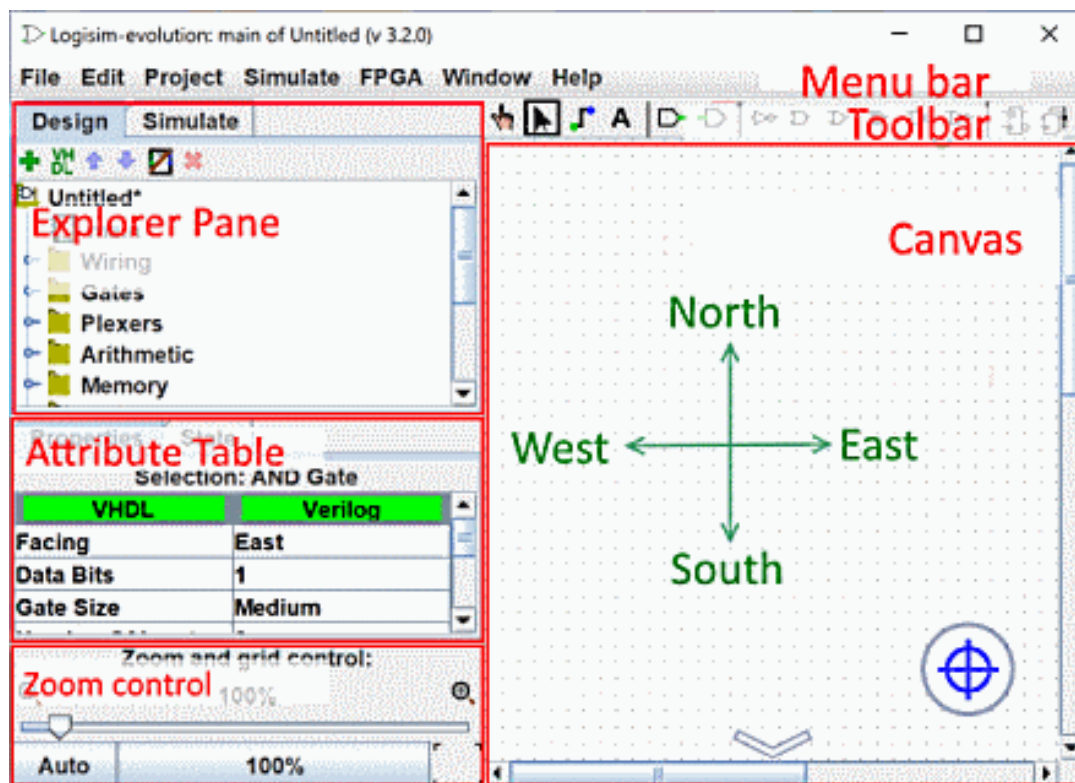 Logisim-evolution: main of Untitled (v 3.2.0)
File Edit Project Simulate FPGA Window Help
Menu bar
Design Simulate
A
Toolbar
VHDL
Untitled*
Explorer Pane
Canvas
Wiring
Gates
Plexers
Arithmetic
Memory
North
West
East
South
Properties State
Attribute Table
Selection: AND Gate
VHDL Verilog
Facing East
Data Bits 1
Gate Size Medium
Zoom and grid control:
Zoom control
100%
Auto 100%